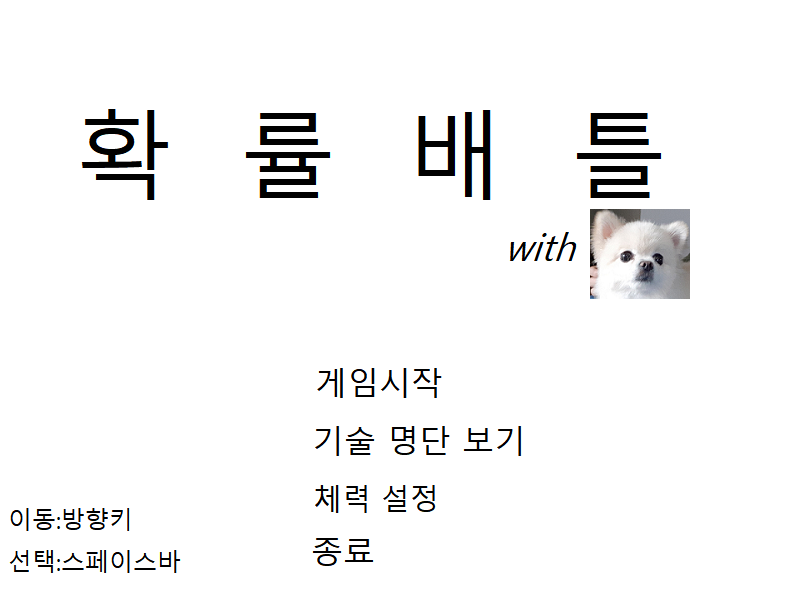 확 률 배 틀
with
게임시작
기술 명단 보기
체력 설정
종료
이동:방향키
선택:스페이스바